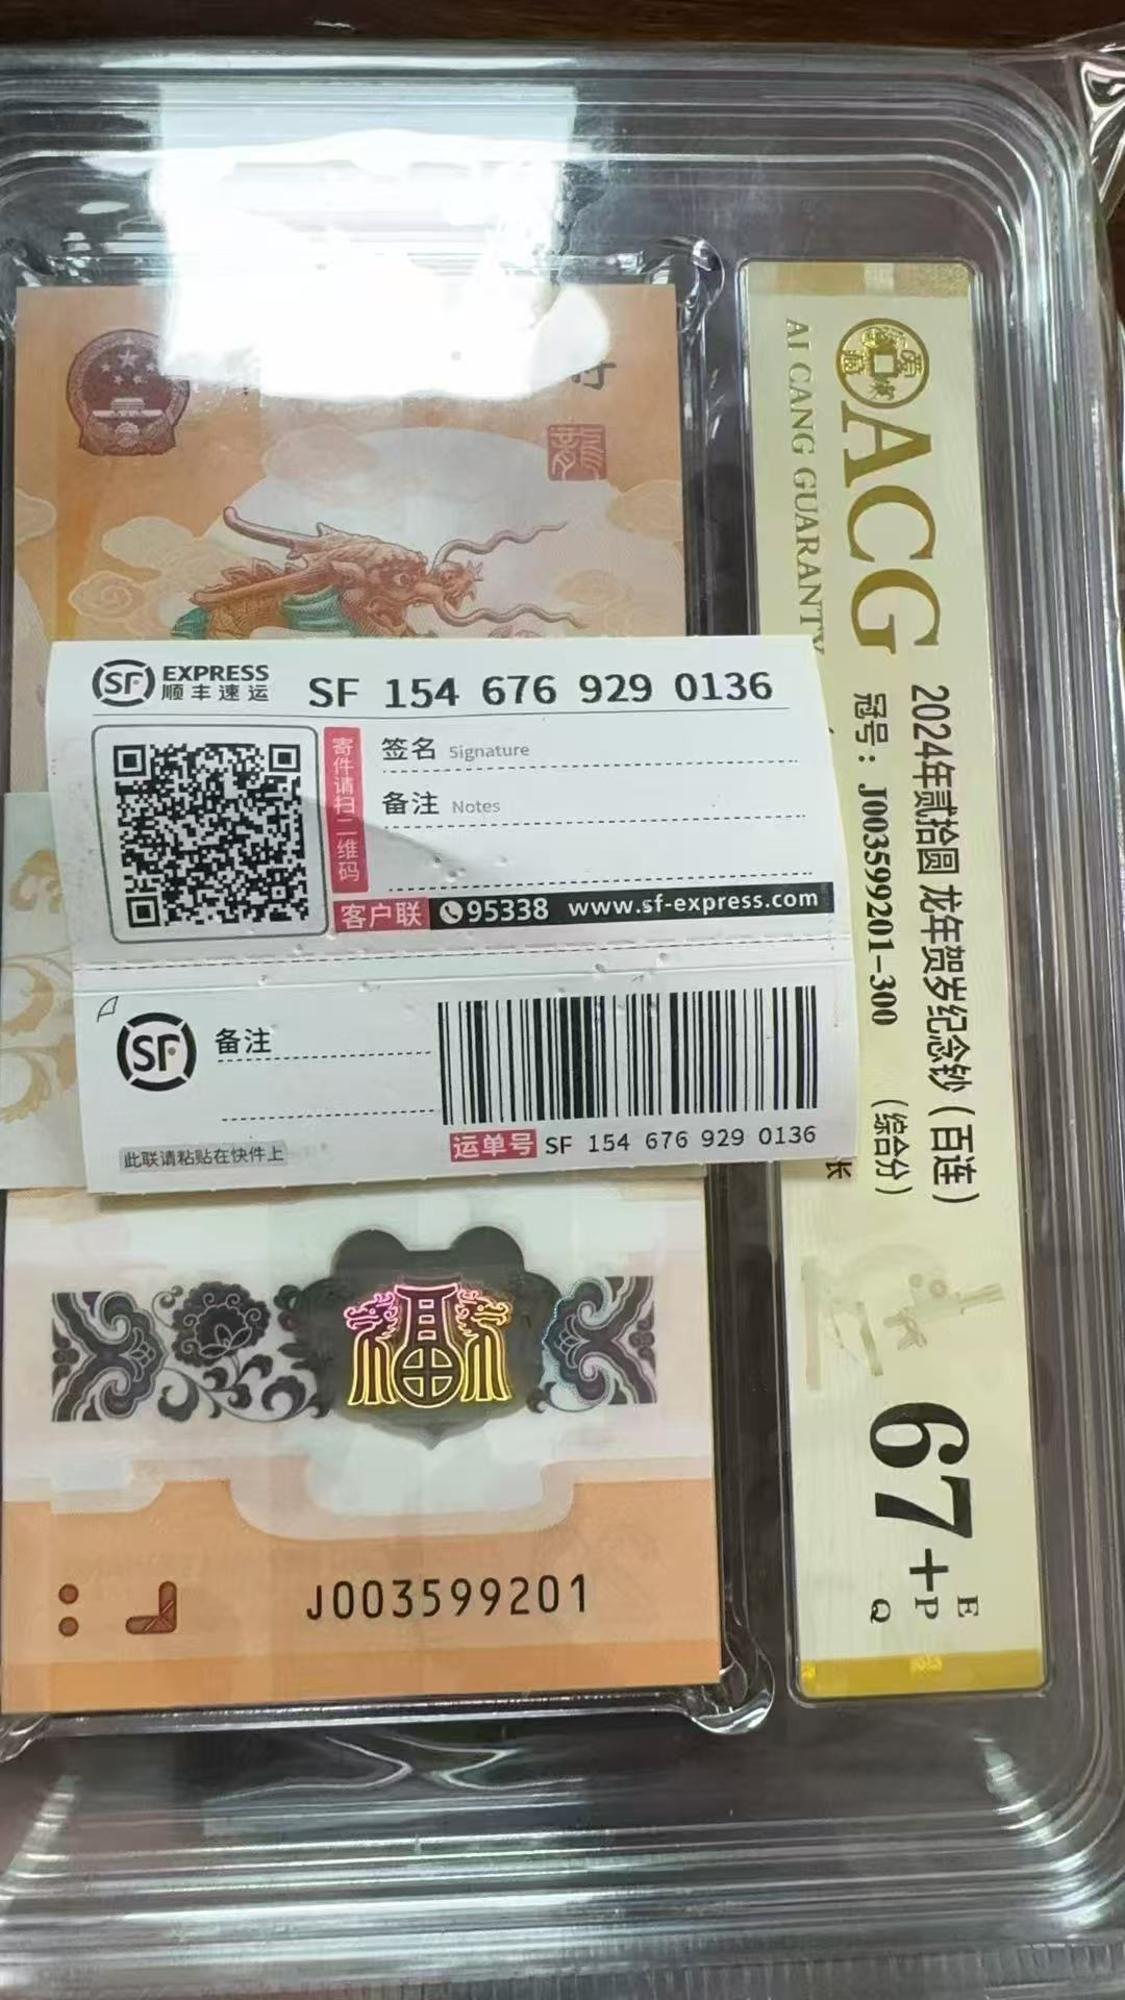 龍
EXPRESS
顺丰速运
SF 154 676 929 0136
寄件请扫二维码
签名 Signature
备注 Notes
客户联 95338 www.sf-express.com
SF
备注
此联请粘贴在快件上
运单号 SF 154 676 929 0136
福
J003599201
ACG
AI CANG GUARANTY
2024年贰拾圆 龙年贺岁纪念钞（百连）
冠号：J003599201-300 （综合分）
长
67+
E
P
Q